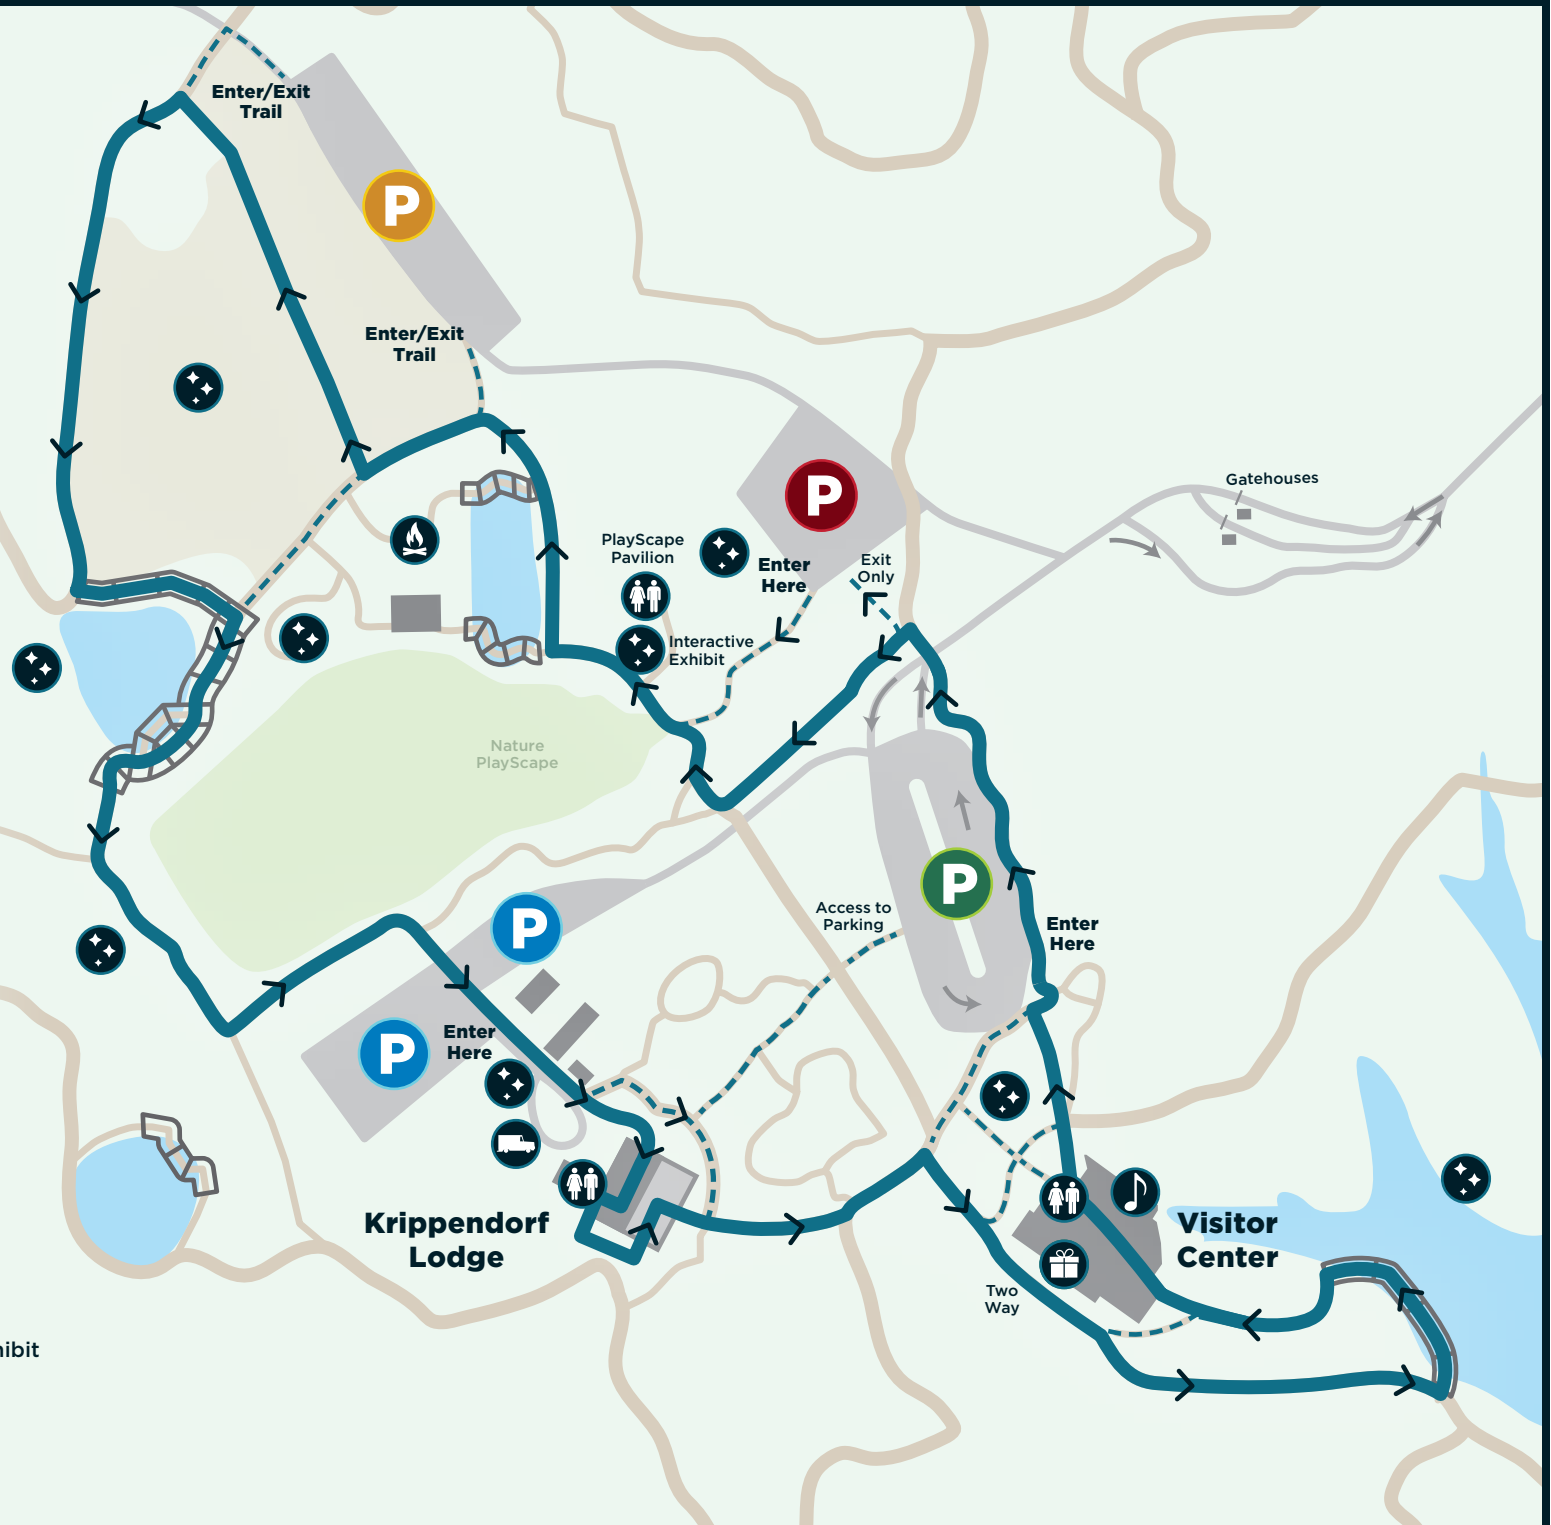 Enter/Exit
Trail
P
Enter/Exit
Trail
P
Gatehouses
PlayScape
Pavilion
Enter
Here
Exit
Only
Interactive
Exhibit
Nature
PlayScape
P
Access to
Parking
Enter
Here
P
P
Enter
Here
Krippendorf
Lodge
Visitor
Center
Two
Way
hibit